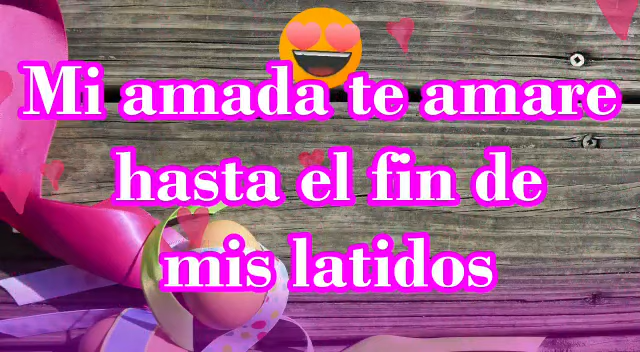 Mi amada te amare
hasta el fin de
mis latidos